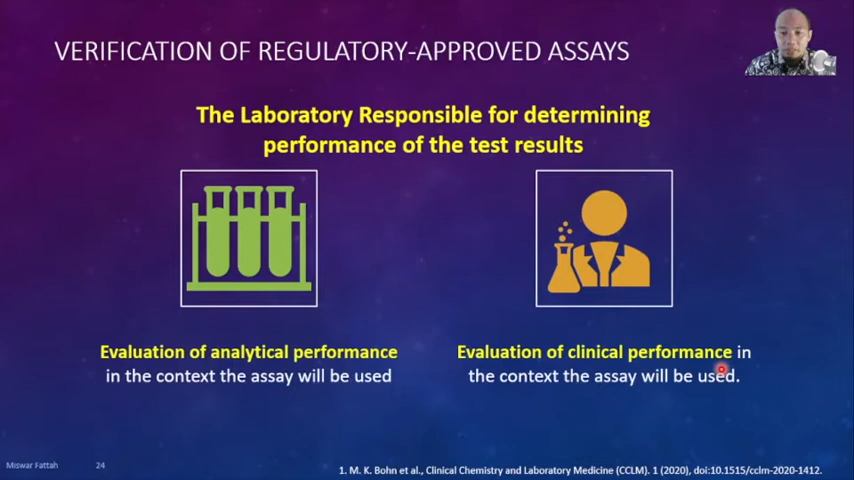 VERIFICATION OF REGULATORY-APPROVED ASSAYS
The Laboratory Responsible for determining
performance of the test results
Evaluation of analytical performance
in the context the assay will be used
Evaluation of clinical performance in
the context the assay will be used.
Miswar Fattah
24
1. M. K. Bohn et al., Clinical Chemistry and Laboratory Medicine (CCLM). 1 (2020), doi:10.1515/cclm-2020-1412.